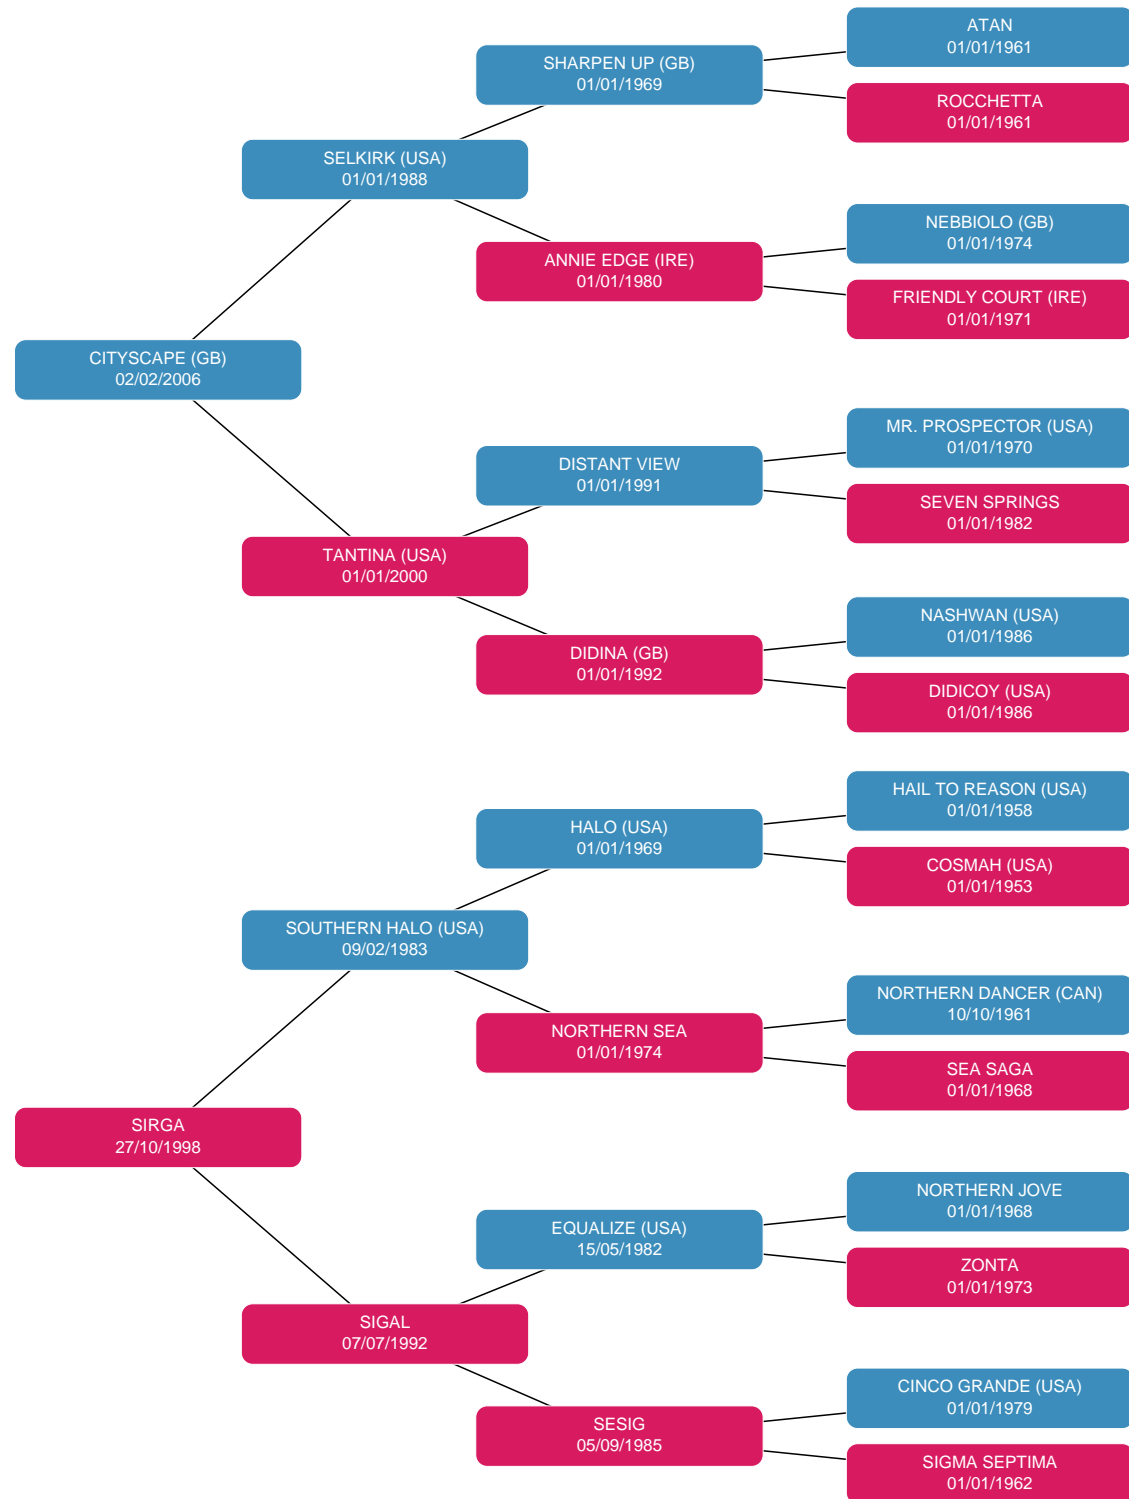 ATAN
01/01/1961
SHARPEN UP (GB)
01/01/1969
ROCCHETTA
01/01/1961
SELKIRK (USA)
01/01/1988
NEBBIOLO (GB)
01/01/1974
ANNIE EDGE (IRE)
01/01/1980
FRIENDLY COURT (IRE)
01/01/1971
CITYSCAPE (GB)
02/02/2006
MR. PROSPECTOR (USA)
01/01/1970
DISTANT VIEW
01/01/1991
SEVEN SPRINGS
01/01/1982
TANTINA (USA)
01/01/2000
NASHWAN (USA)
01/01/1986
DIDINA (GB)
01/01/1992
DIDICOY (USA)
01/01/1986
HAIL TO REASON (USA)
01/01/1958
HALO (USA)
01/01/1969
COSMAH (USA)
01/01/1953
SOUTHERN HALO (USA)
09/02/1983
NORTHERN DANCER (CAN)
10/10/1961
NORTHERN SEA
01/01/1974
SEA SAGA
01/01/1968
SIRGA
27/10/1998
NORTHERN JOVE
01/01/1968
EQUALIZE (USA)
15/05/1982
ZONTA
01/01/1973
SIGAL
07/07/1992
CINCO GRANDE (USA)
01/01/1979
SESIG
05/09/1985
SIGMA SEPTIMA
01/01/1962